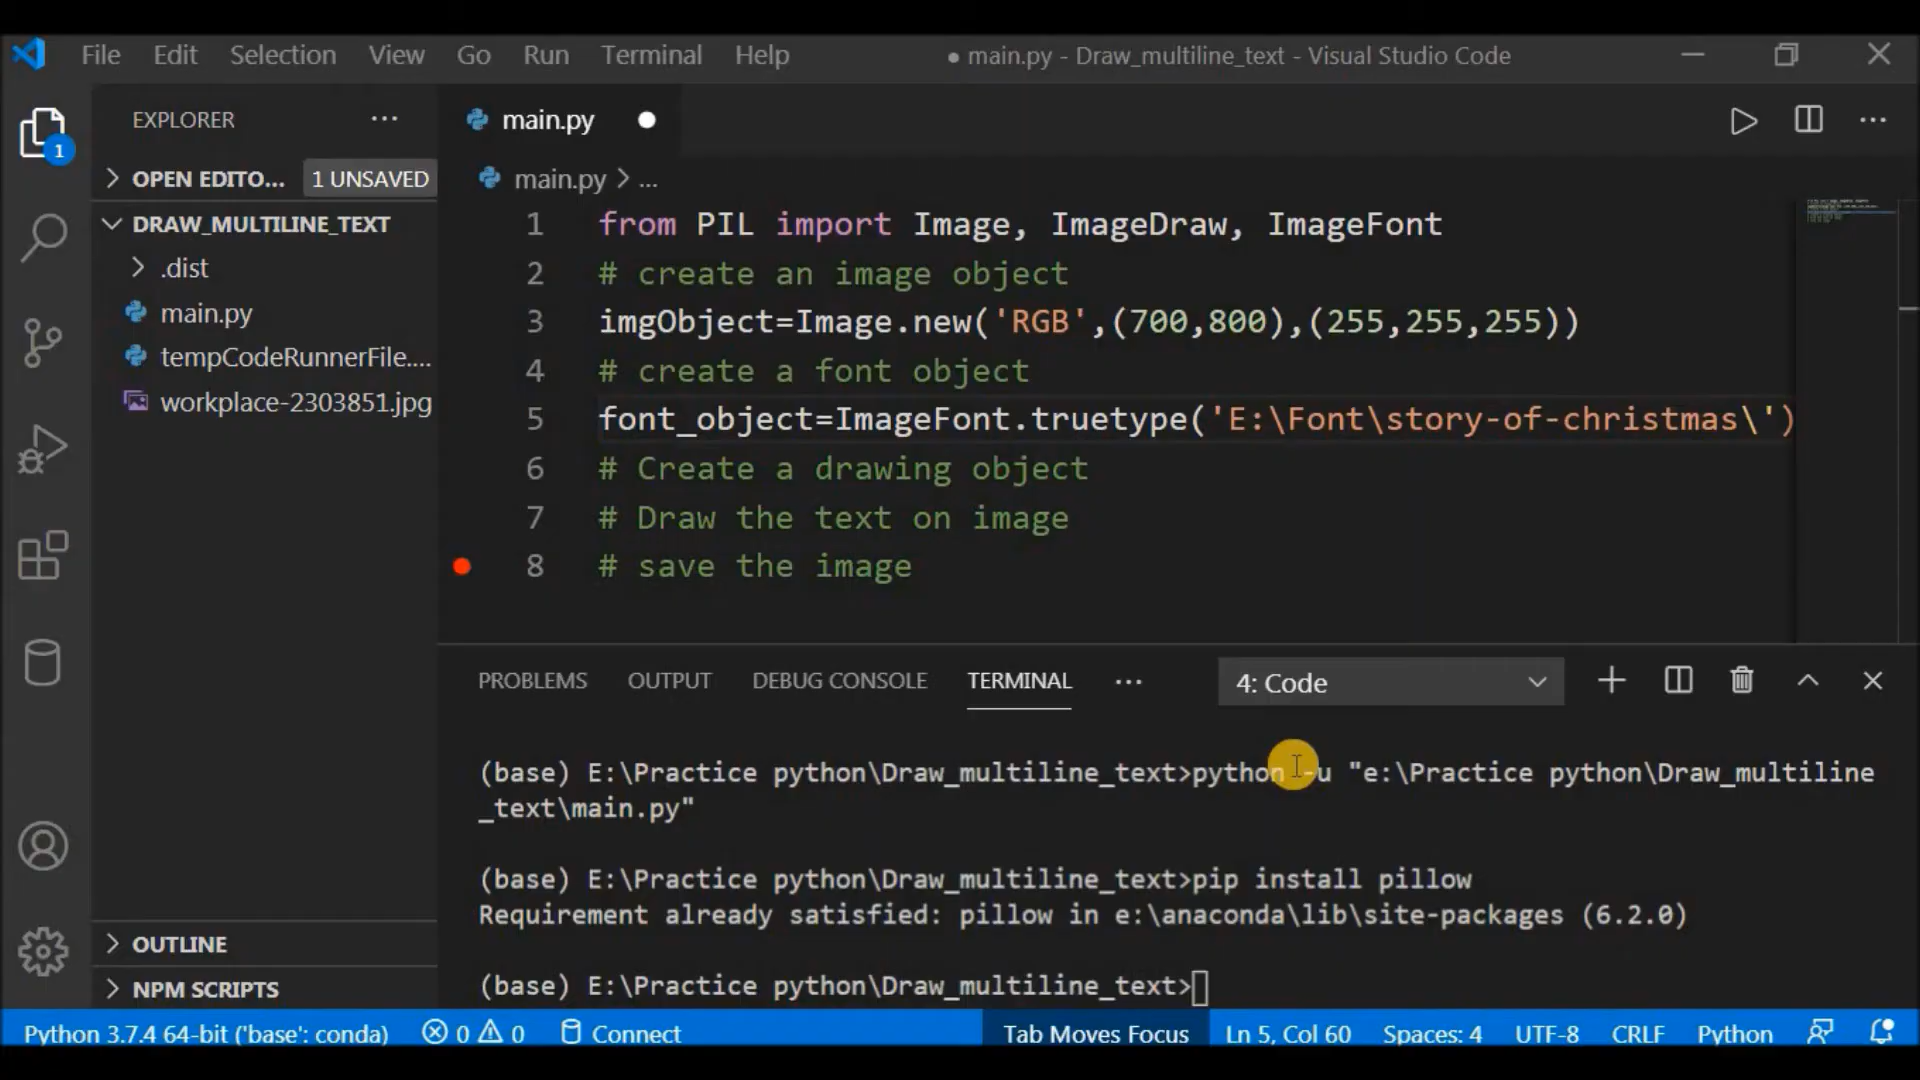 File Edit Selection View Go Run Terminal Help ● main.py - Draw_multiline_text - Visual Studio Code
EXPLORER ...
1
OPEN EDITO... 1 UNSAVED
DRAW_MULTILINE_TEXT
.dist
main.py
tempCodeRunnerFile....
workplace-2303851.jpg
OUTLINE
NPM SCRIPTS
main.py
main.py > ...
1 from PIL import Image, ImageDraw, ImageFont
2 # create an image object
3 imgObject=Image.new('RGB',(700,800),(255,255,255))
4 # create a font object
5 font_object=ImageFont.truetype('E:\Font\story-of-christmas\')
6 # Create a drawing object
7 # Draw the text on image
8 # save the image
PROBLEMS OUTPUT DEBUG CONSOLE TERMINAL ... 4: Code
(base) E:\Practice python\Draw_multiline_text>python -u "e:\Practice python\Draw_multiline
_text\main.py"
(base) E:\Practice python\Draw_multiline_text>pip install pillow
Requirement already satisfied: pillow in e:\anaconda\lib\site-packages (6.2.0)
(base) E:\Practice python\Draw_multiline_text>
Python 3.7.4 64-bit ('base': conda) 0 0 Connect Tab Moves Focus Ln 5, Col 60 Spaces: 4 UTF-8 CRLF Python